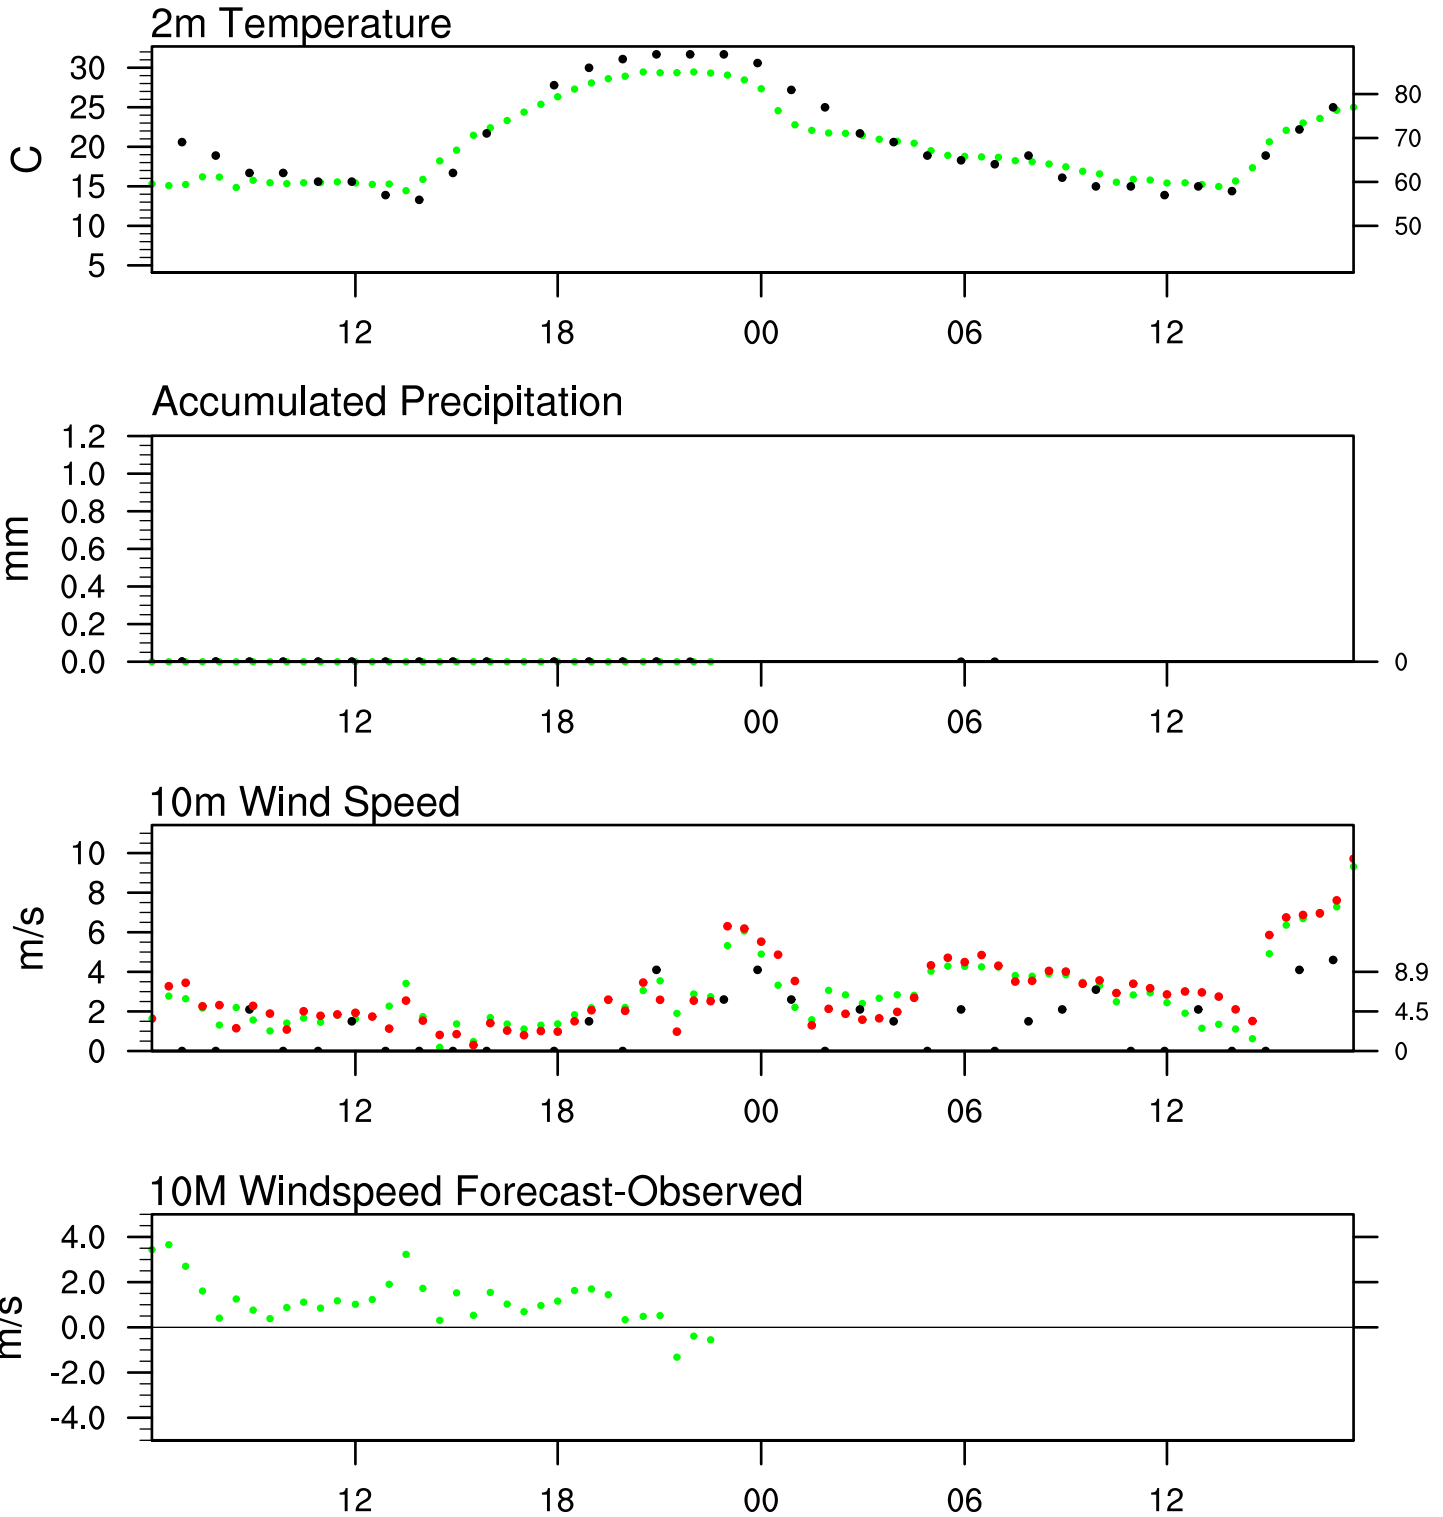 2m Temperature
30
25
20
15
10
5
C
80
70
60
50
12 18 00 06 12
Accumulated Precipitation
1.2
1.0
0.8
0.6
0.4
0.2
0.0
mm
0
12 18 00 06 12
10m Wind Speed
10
8
6
4
2
0
m/s
8.9
4.5
0
12 18 00 06 12
10M Windspeed Forecast-Observed
4.0
2.0
0.0
-2.0
-4.0
m/s
12 18 00 06 12